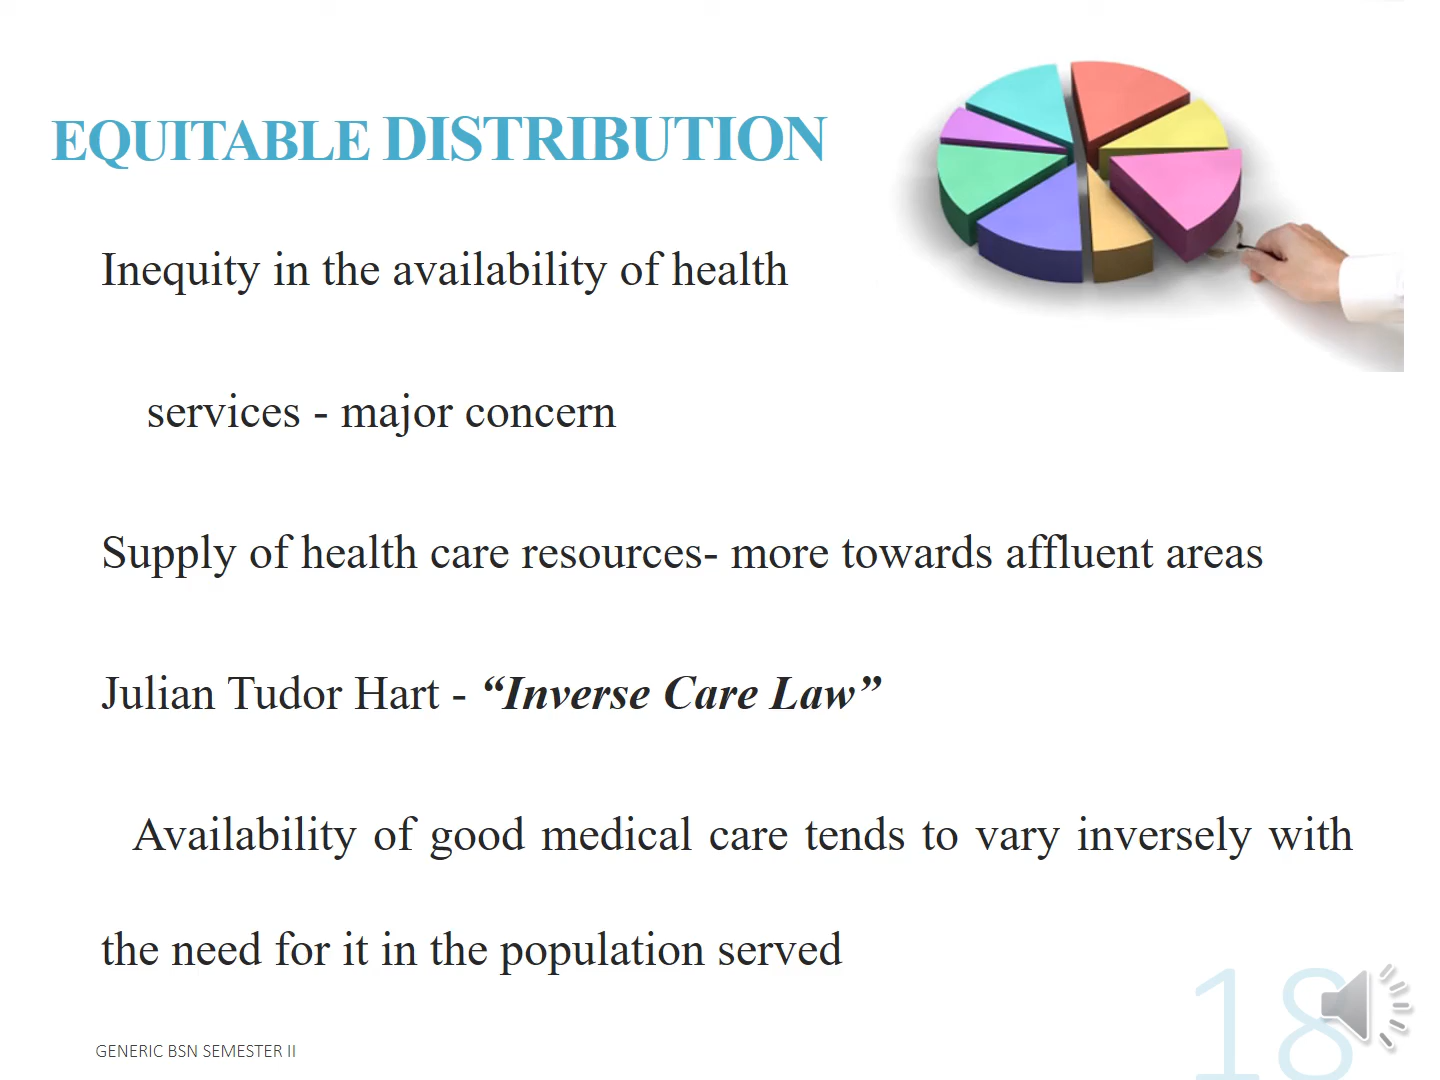 EQUITABLE DISTRIBUTION
Inequity in the availability of health
services - major concern
Supply of health care resources- more towards affluent areas
Julian Tudor Hart - “Inverse Care Law”
Availability of good medical care tends to vary inversely with
the need for it in the population served
18
GENERIC BSN SEMESTER II